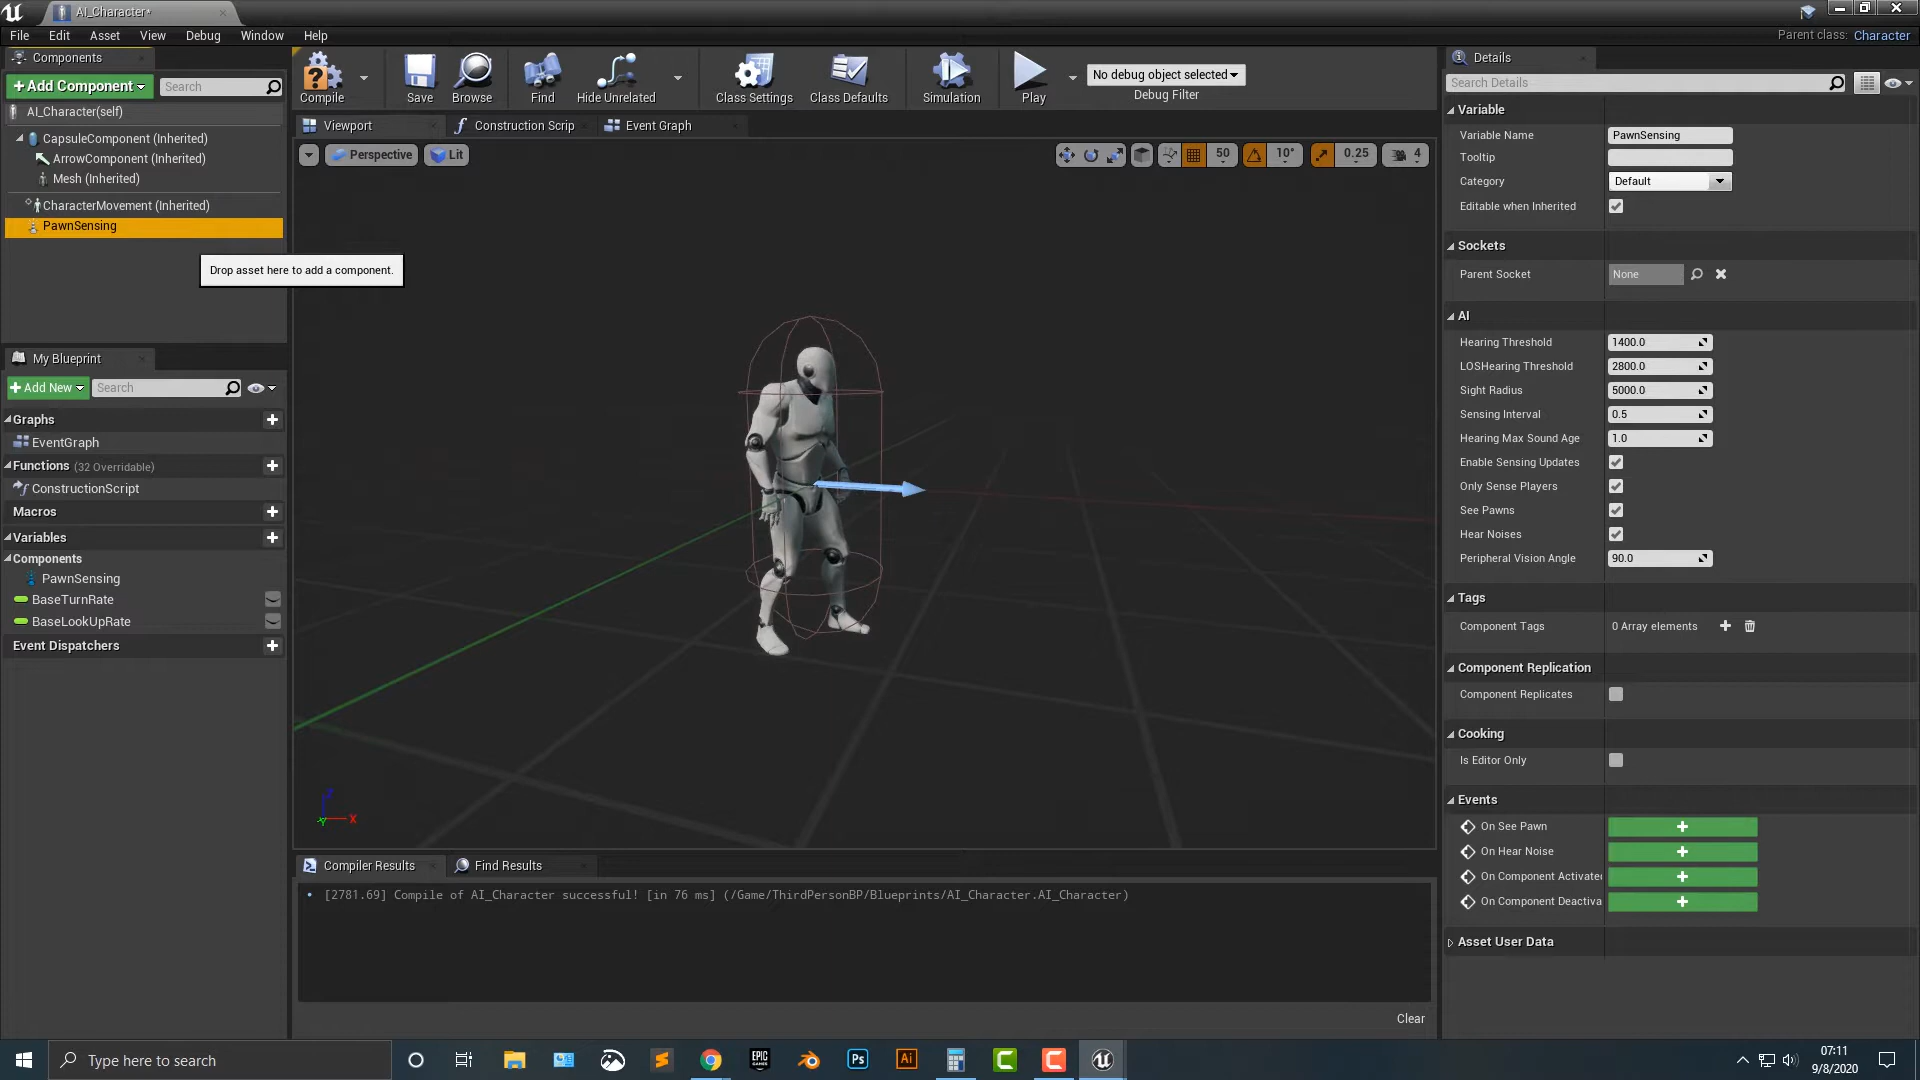 AI_Character*
File Edit Asset View Debug Window Help
Parent class: Character
Components
+Add Component
Search
AI_Character(self)
CapsuleComponent (Inherited)
ArrowComponent (Inherited)
Mesh (Inherited)
CharacterMovement (Inherited)
PawnSensing
Drop asset here to add a component.
My Blueprint
+Add New
Search
Graphs
EventGraph
Functions (32 Overridable)
ConstructionScript
Macros
Variables
Components
PawnSensing
BaseTurnRate
BaseLookUpRate
Event Dispatchers
Compile
Save
Browse
Find
Hide Unrelated
Class Settings
Class Defaults
Simulation
Play
No debug object selected
Debug Filter
Viewport
Construction Scrip
Event Graph
Perspective
Lit
50
10°
0.25
4
Z
Y
X
Compiler Results
Find Results
• [2781.69] Compile of AI_Character successful! [in 76 ms] (/Game/ThirdPersonBP/Blueprints/AI_Character.AI_Character)
Clear
Details
Search Details
Variable
Variable Name PawnSensing
Tooltip
Category Default
Editable when Inherited
Sockets
Parent Socket None
AI
Hearing Threshold 1400.0
LOSHearing Threshold 2800.0
Sight Radius 5000.0
Sensing Interval 0.5
Hearing Max Sound Age 1.0
Enable Sensing Updates
Only Sense Players
See Pawns
Hear Noises
Peripheral Vision Angle 90.0
Tags
Component Tags 0 Array elements
Component Replication
Component Replicates
Cooking
Is Editor Only
Events
On See Pawn
On Hear Noise
On Component Activate
On Component Deactiva
Asset User Data
Type here to search
EPIC GAMES
Ps
Ai
07:11
9/8/2020